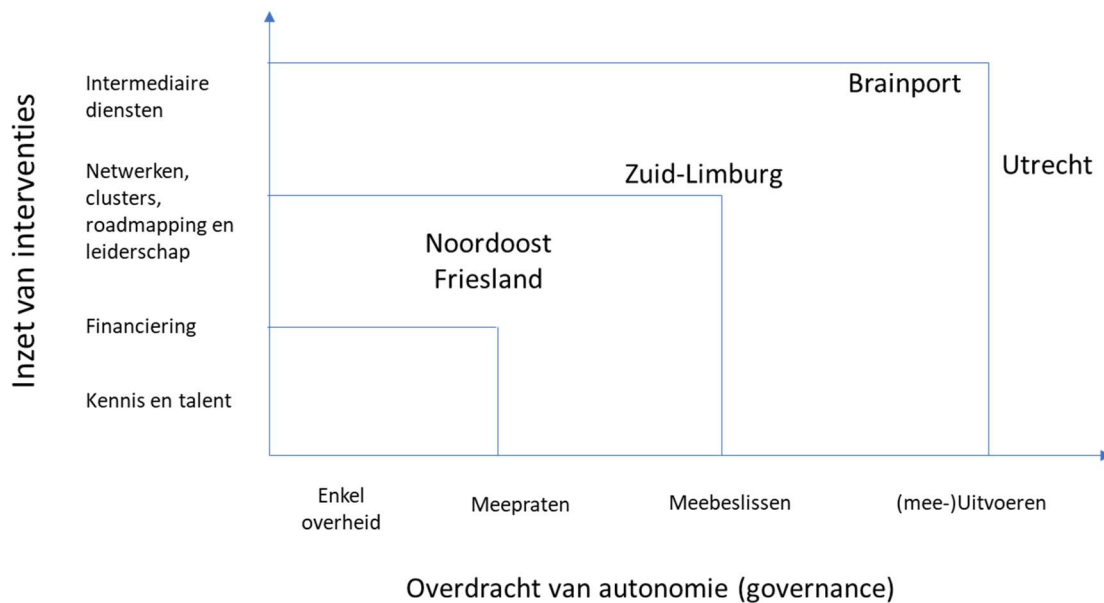 Inzet van interventies
Intermediaire
diensten
Netwerken,
clusters,
roadmapping en
leiderschap
Financiering
Kennis en talent
Brainport
Utrecht
Zuid-Limburg
Noordoost
Friesland
Enkel
overheid
Meepraten
Meebeslissen
(mee-)Uitvoeren
Overdracht van autonomie (governance)